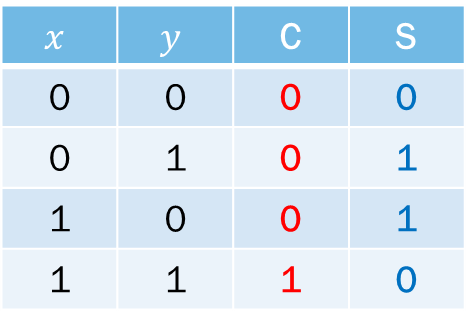 x y C S
0 0 0 0
0 1 0 1
1 0 0 1
1 1 1 0